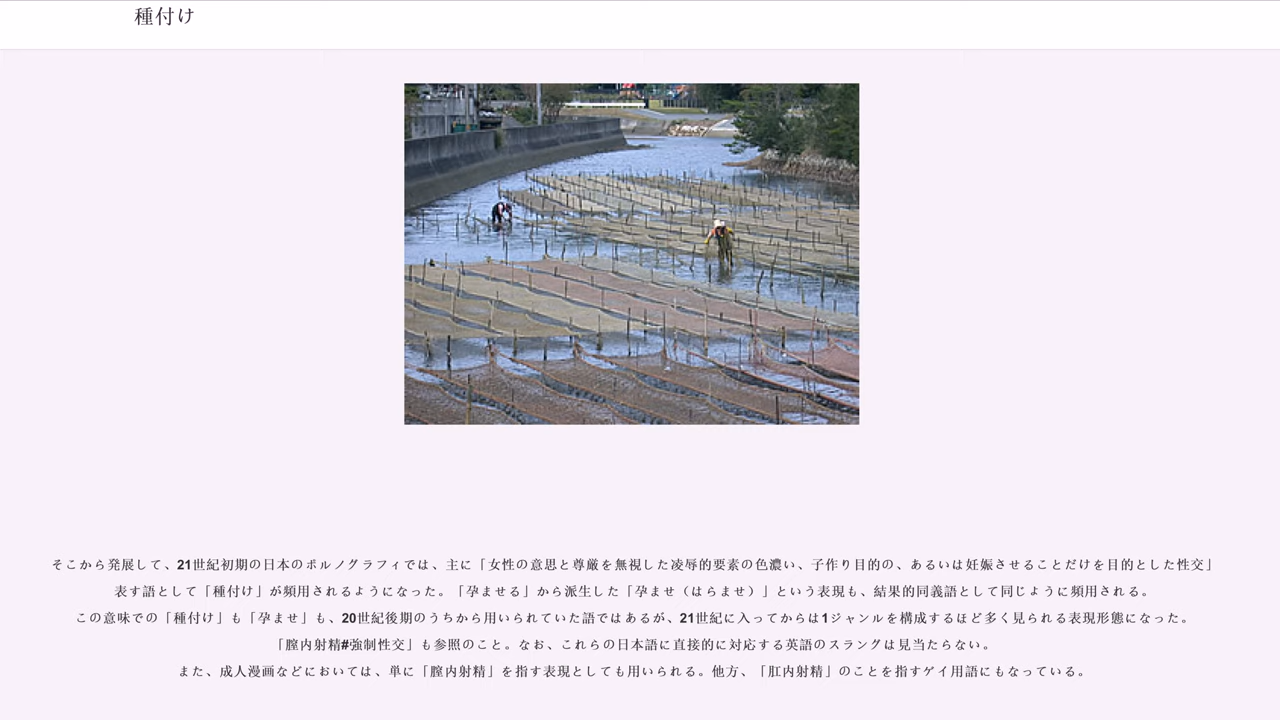 種付け
そこから発展して、21世紀初期の日本のポルノグラフィでは、主に「女性の意思と尊厳を無視した凌辱的要素の色濃い、子作り目的の、あるいは妊娠させることだけを目的とした性交」
表す語として「種付け」が頻用されるようになった。「孕ませる」から派生した「孕ませ（はらませ）」という表現も、結果的同義語として同じように頻用される。
この意味での「種付け」も「孕ませ」も、20世紀後期のうちから用いられていた語ではあるが、21世紀に入ってからは1ジャンルを構成するほど多く見られる表現形態になった。
「膣内射精#強制性交」も参照のこと。なお、これらの日本語に直接的に対応する英語のスラングは見当たらない。
また、成人漫画などにおいては、単に「膣内射精」を指す表現としても用いられる。他方、「肛内射精」のことを指すゲイ用語にもなっている。